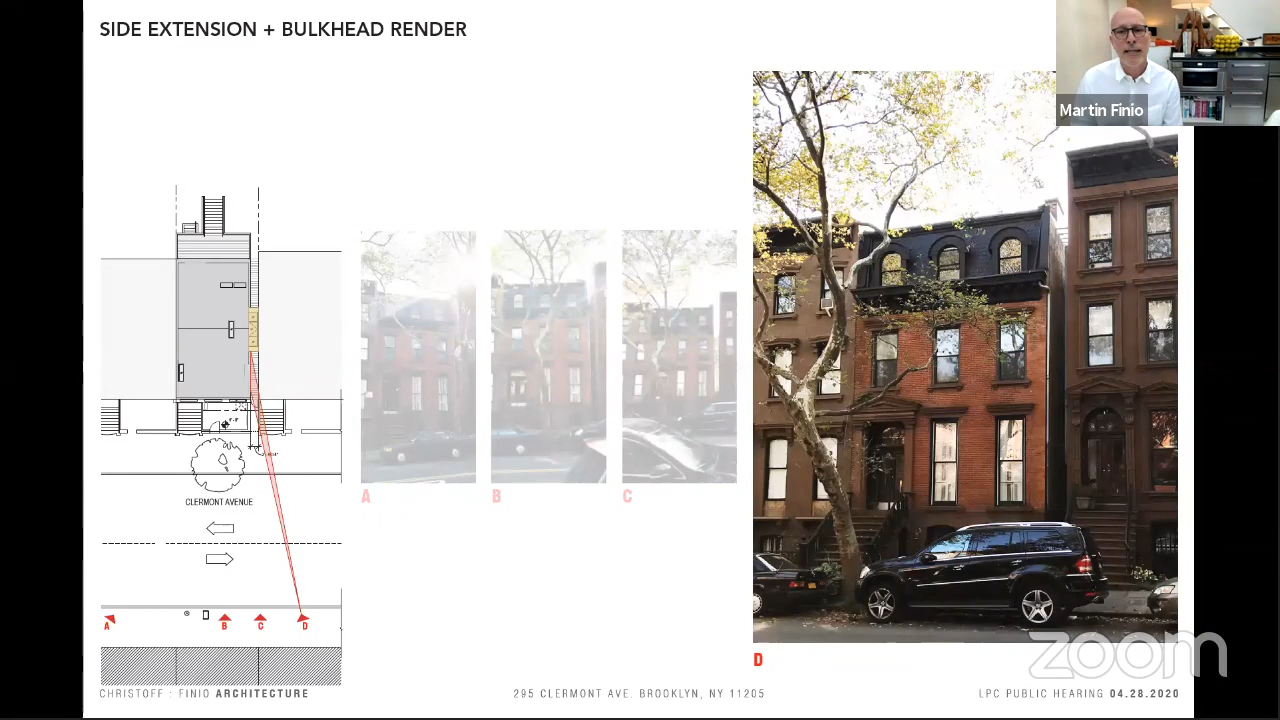 SIDE EXTENSION + BULKHEAD RENDER
Martin Finio
A
B
C
CLERMONT AVENUE
A
B
C
D
D
zoom
CHRISTOFF : FINIO ARCHITECTURE
295 CLERMONT AVE. BROOKLYN, NY 11205
LPC PUBLIC HEARING 04.28.2020